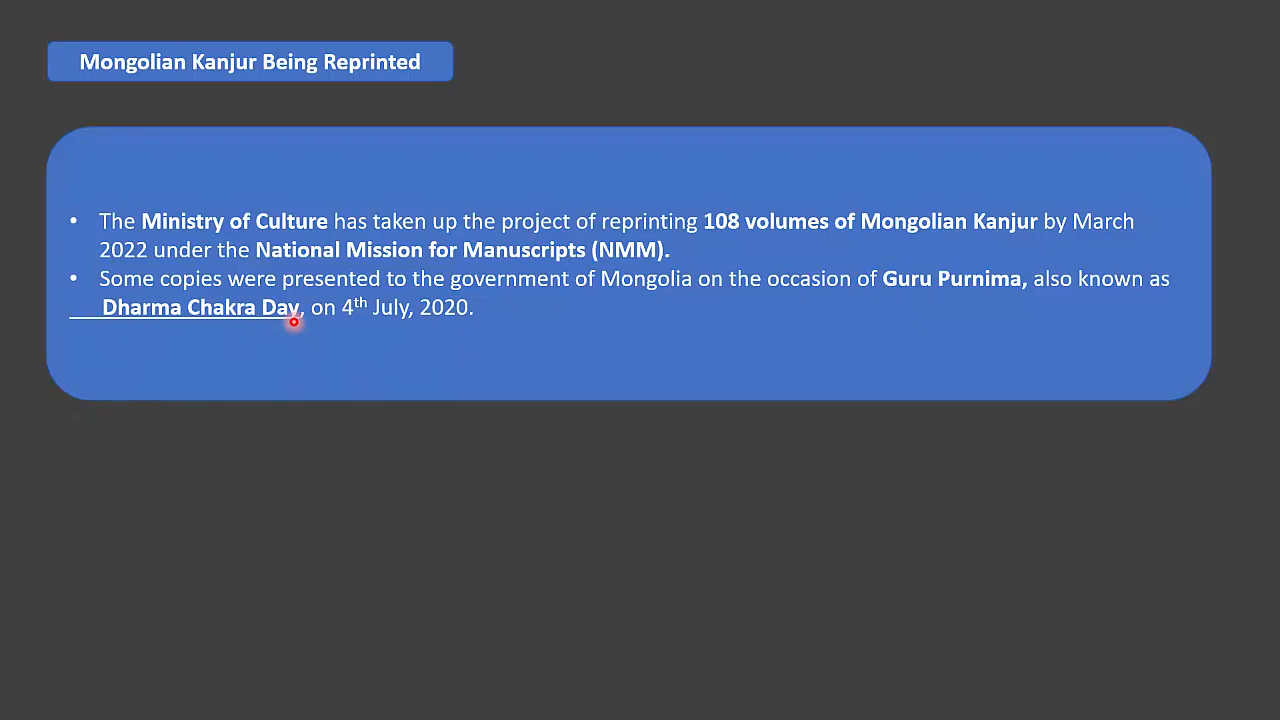 Mongolian Kanjur Being Reprinted
• The Ministry of Culture has taken up the project of reprinting 108 volumes of Mongolian Kanjur by March
2022 under the National Mission for Manuscripts (NMM).
• Some copies were presented to the government of Mongolia on the occasion of Guru Purnima, also known as
Dharma Chakra Day, on 4th July, 2020.